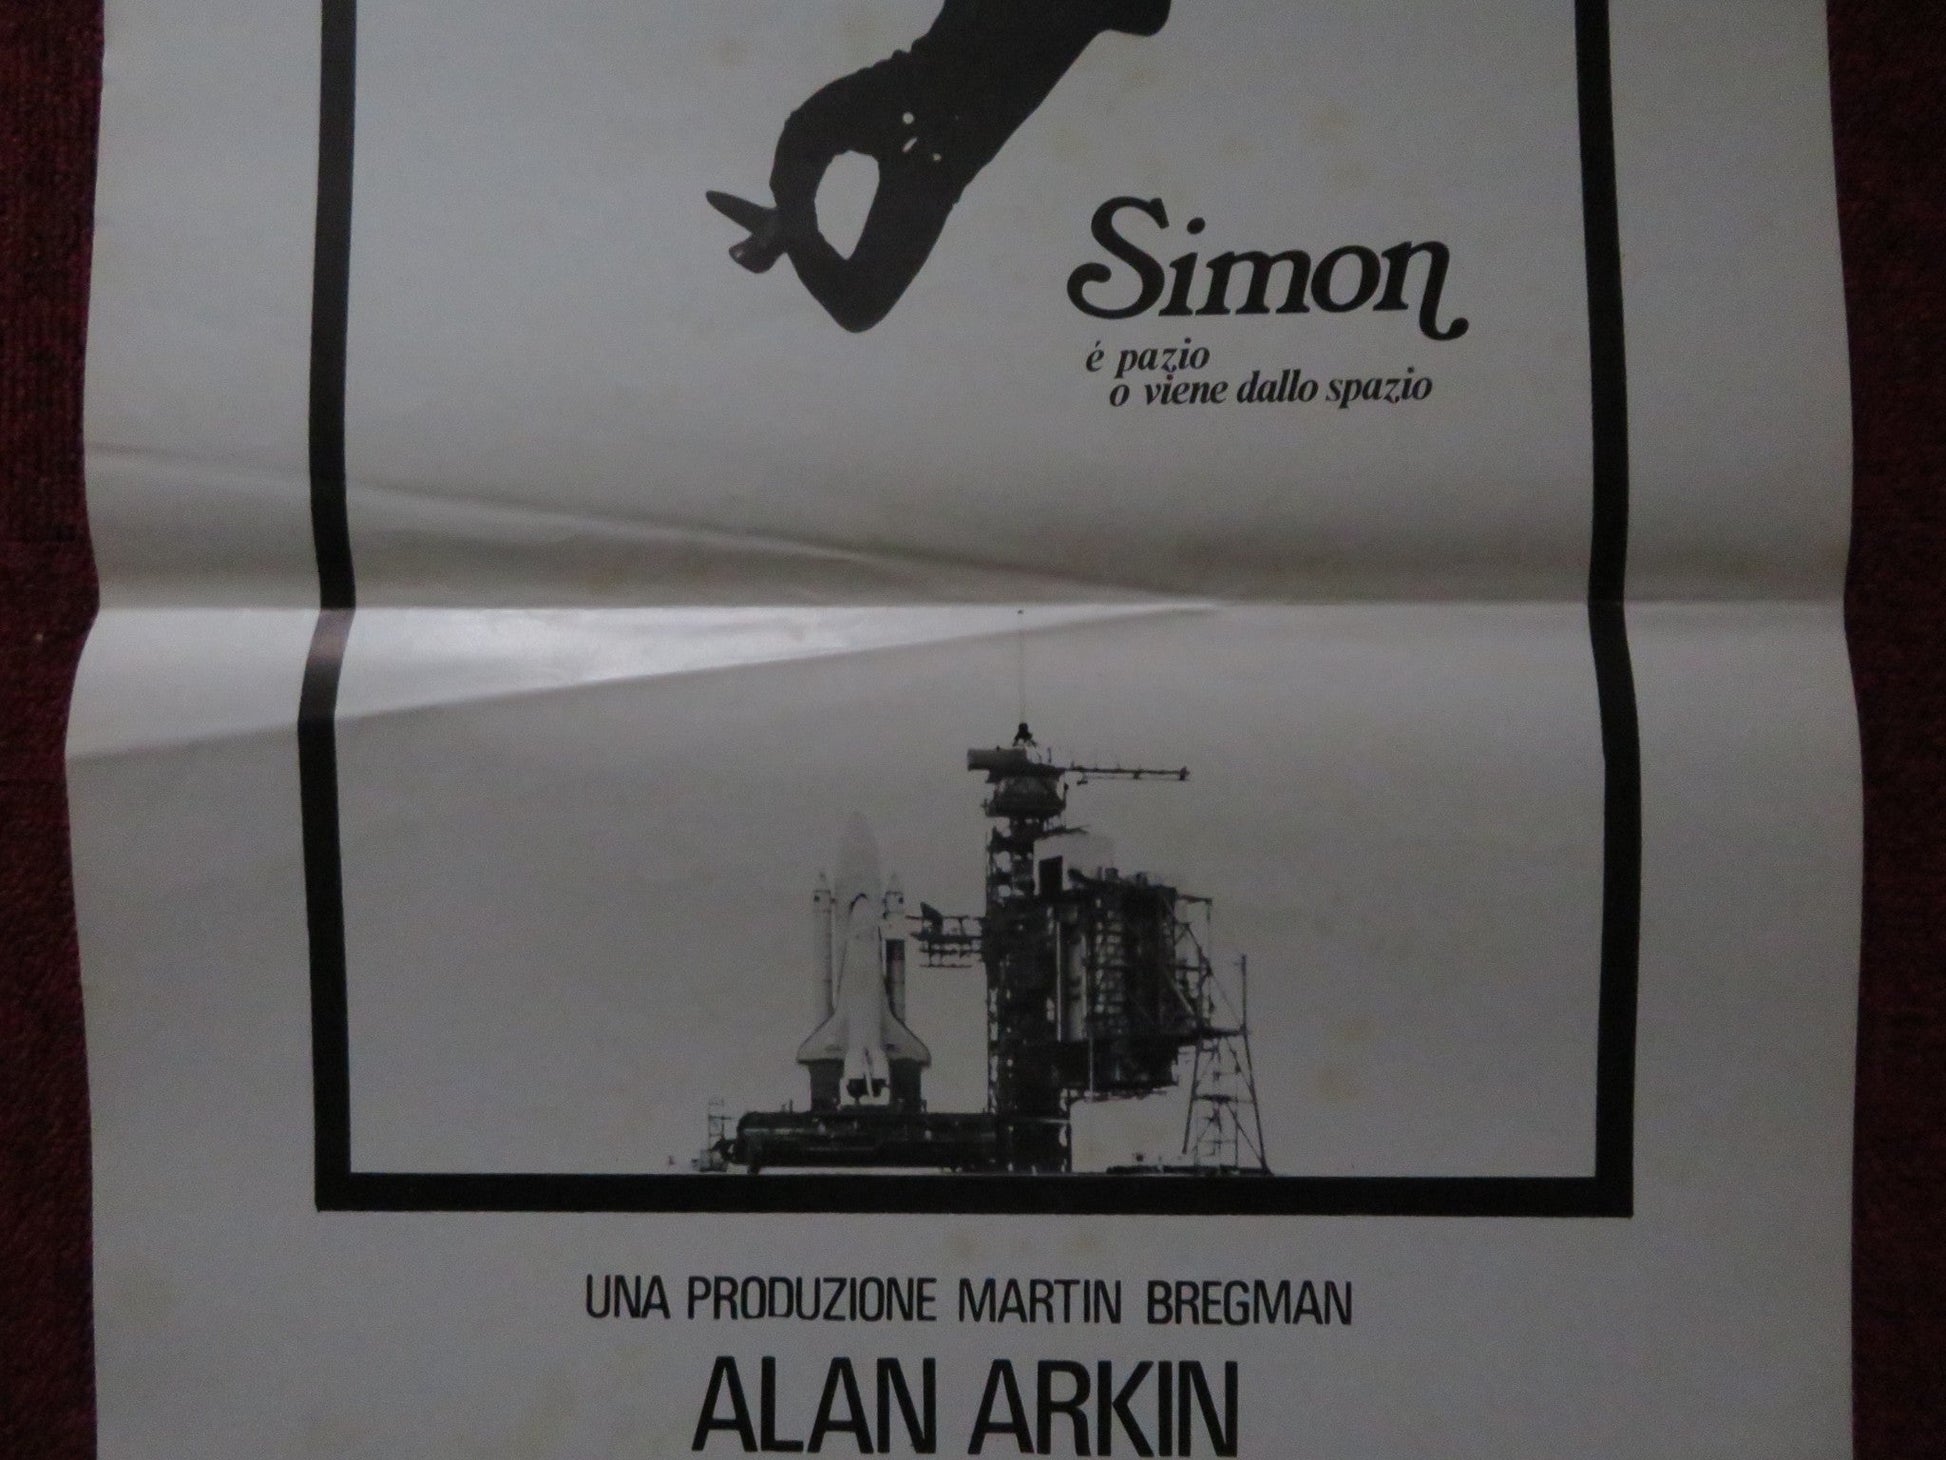 Simon
é pazio
o viene dallo spazio
UNA PRODUZIONE MARTIN BREGMAN
ALAN ARKIN